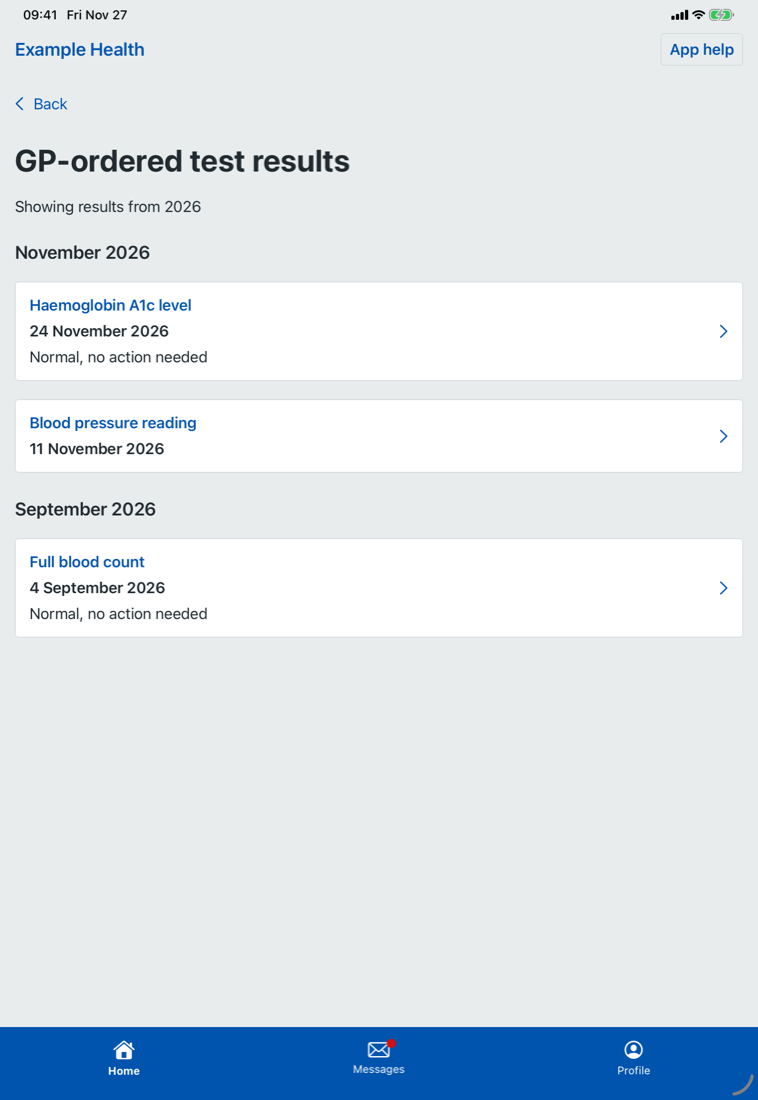 09:41 Fri Nov 27
Example Health
App help
Back
GP-ordered test results
Showing results from 2026
November 2026
Haemoglobin A1c level
24 November 2026
Normal, no action needed
Blood pressure reading
11 November 2026
September 2026
Full blood count
4 September 2026
Normal, no action needed
Home
Messages
Profile